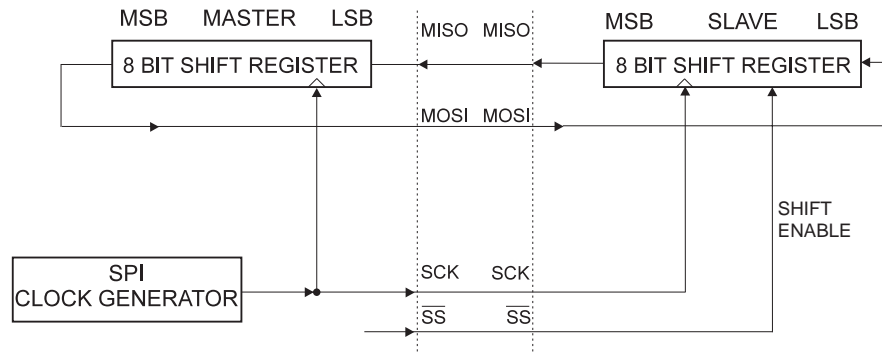 MSB MASTER LSB
MISO MISO
MSB SLAVE LSB
8 BIT SHIFT REGISTER
8 BIT SHIFT REGISTER
MOSI MOSI
SHIFT
ENABLE
SPI
CLOCK GENERATOR
SCK SCK
SS SS